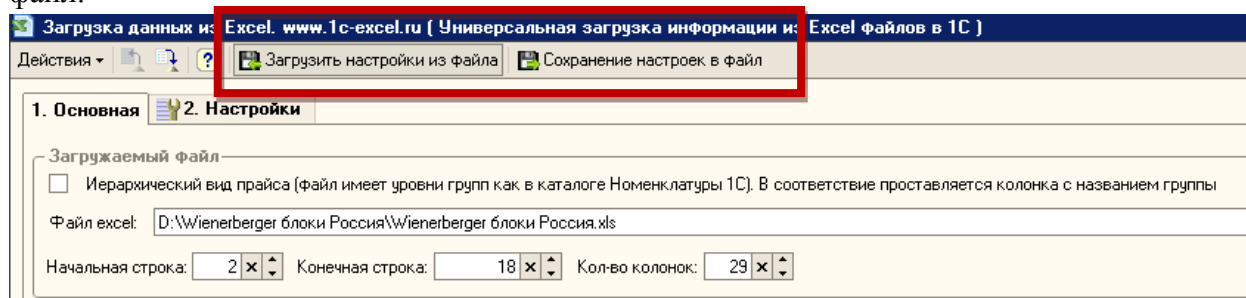 файл.
Загрузка данных из Excel. www.1c-excel.ru ( Универсальная загрузка информации из Excel файлов в 1С )
Действия ? Загрузить настройки из файла Сохранение настроек в файл
1. Основная 2. Настройки
Загружаемый файл
Иерархический вид прайса (файл имеет уровни групп как в каталоге Номенклатуры 1С). В соответствие проставляется колонка с названием группы
Файл excel: D:\Wienerberger блоки Россия\Wienerberger блоки Россия.xls
Начальная строка: 2 Конечная строка: 18 Кол-во колонок: 29